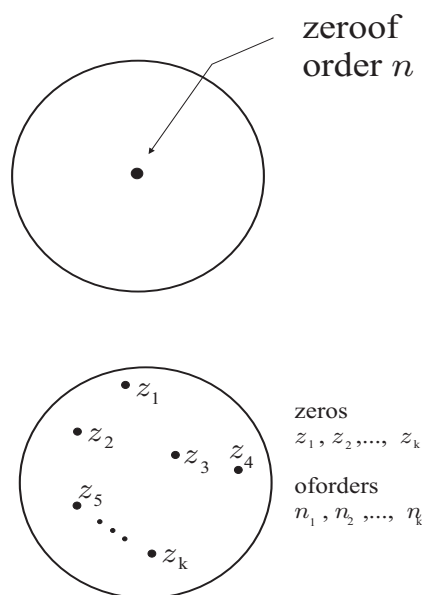 zeroof
order n
z₁
z₂
z₃ z₄
z₅
zₖ
zeros
z₁ , z₂ ,..., zₖ
oforders
n₁ , n₂ ,..., nₖ